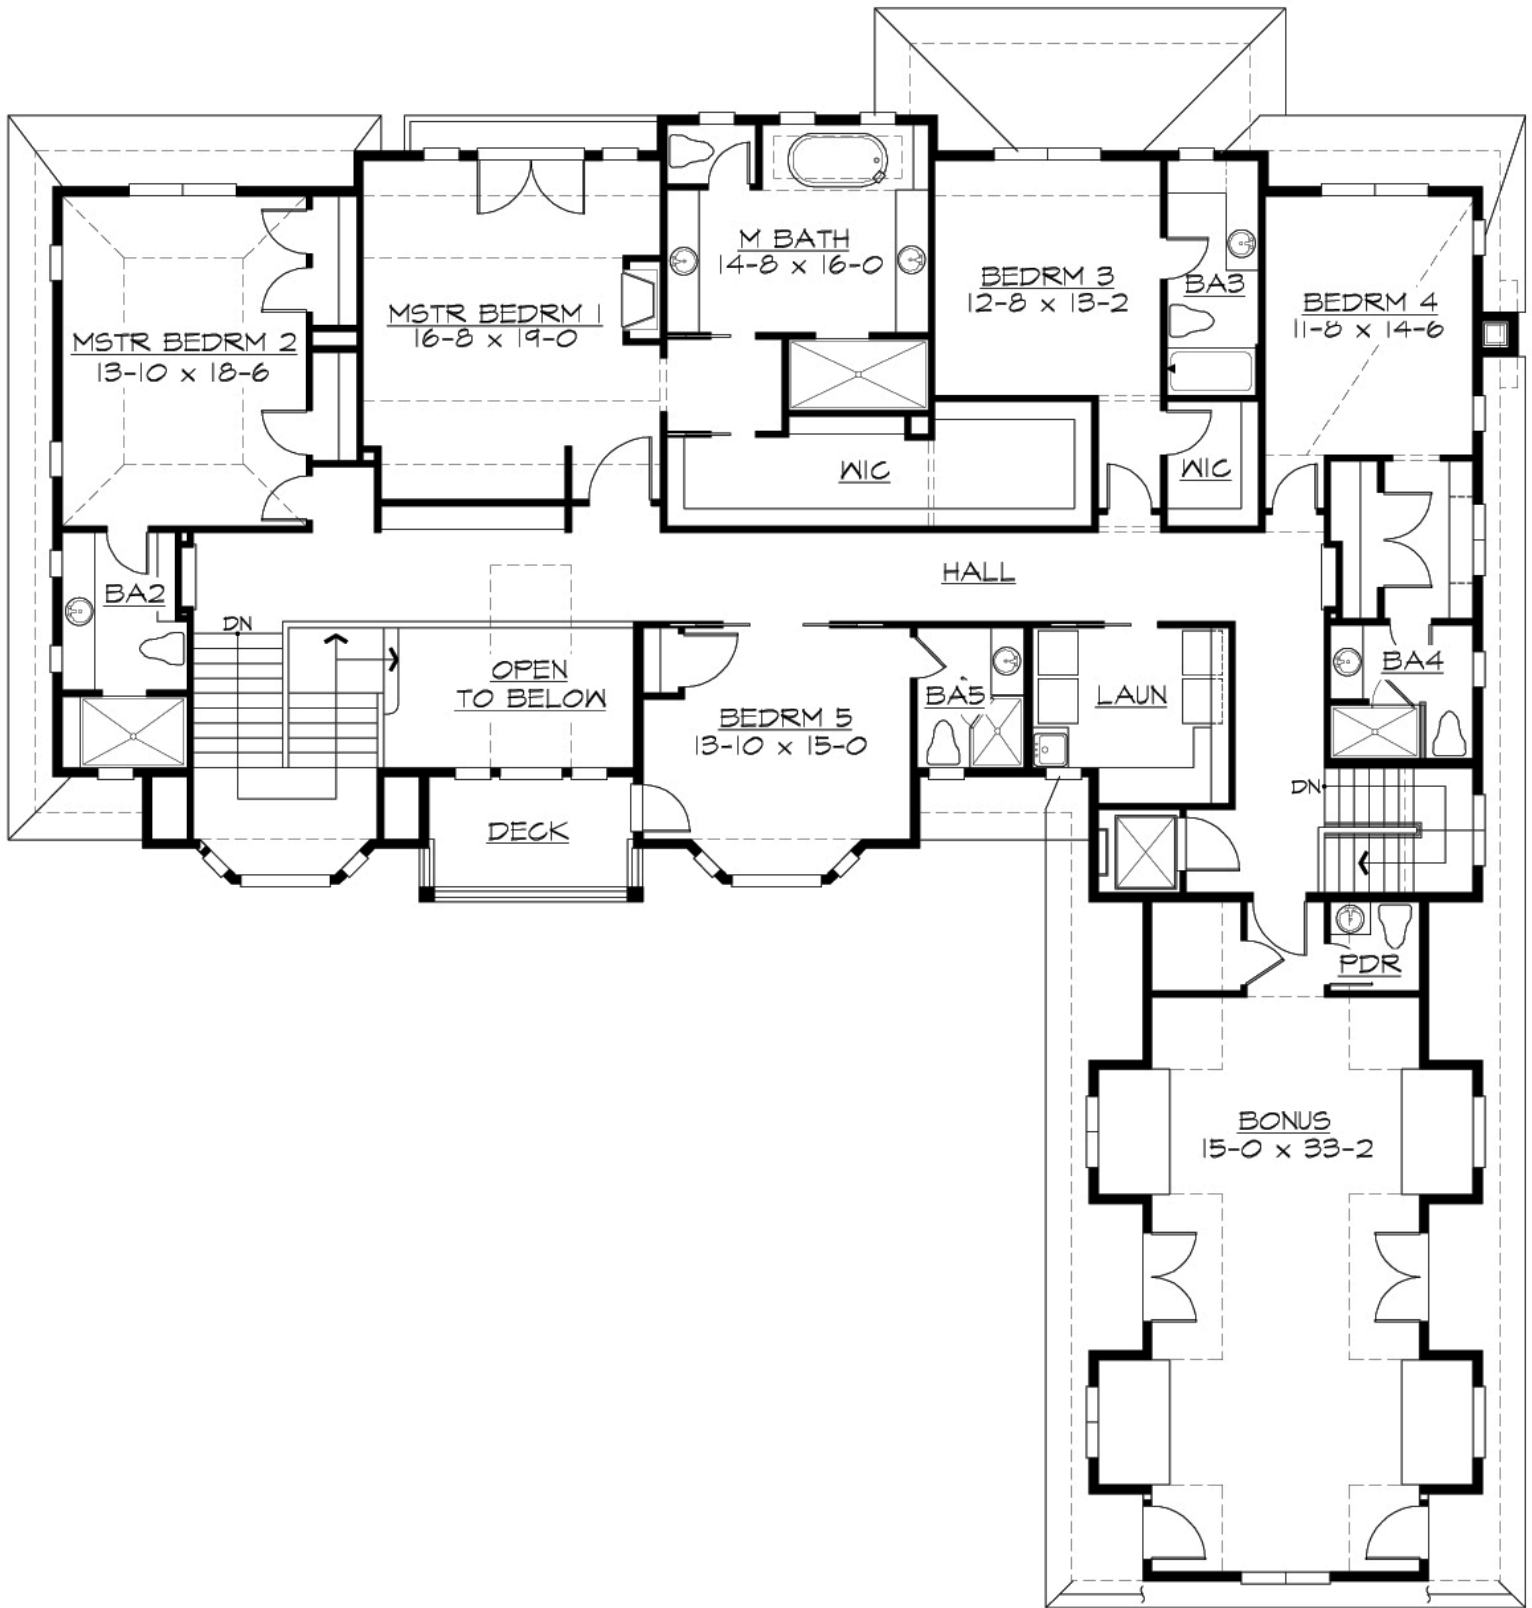 M BATH
14-8 x 16-0
MSTR BEDRM 1
16-8 x 19-0
MSTR BEDRM 2
13-10 x 18-6
BEDRM 3
12-8 x 13-2
BA3
BEDRM 4
11-8 x 14-6
WIC
WIC
HALL
BA2
DN
OPEN
TO BELOW
BEDRM 5
13-10 x 15-0
BA5
LAUN
BA4
DN
DECK
PDR
BONUS
15-0 x 33-2